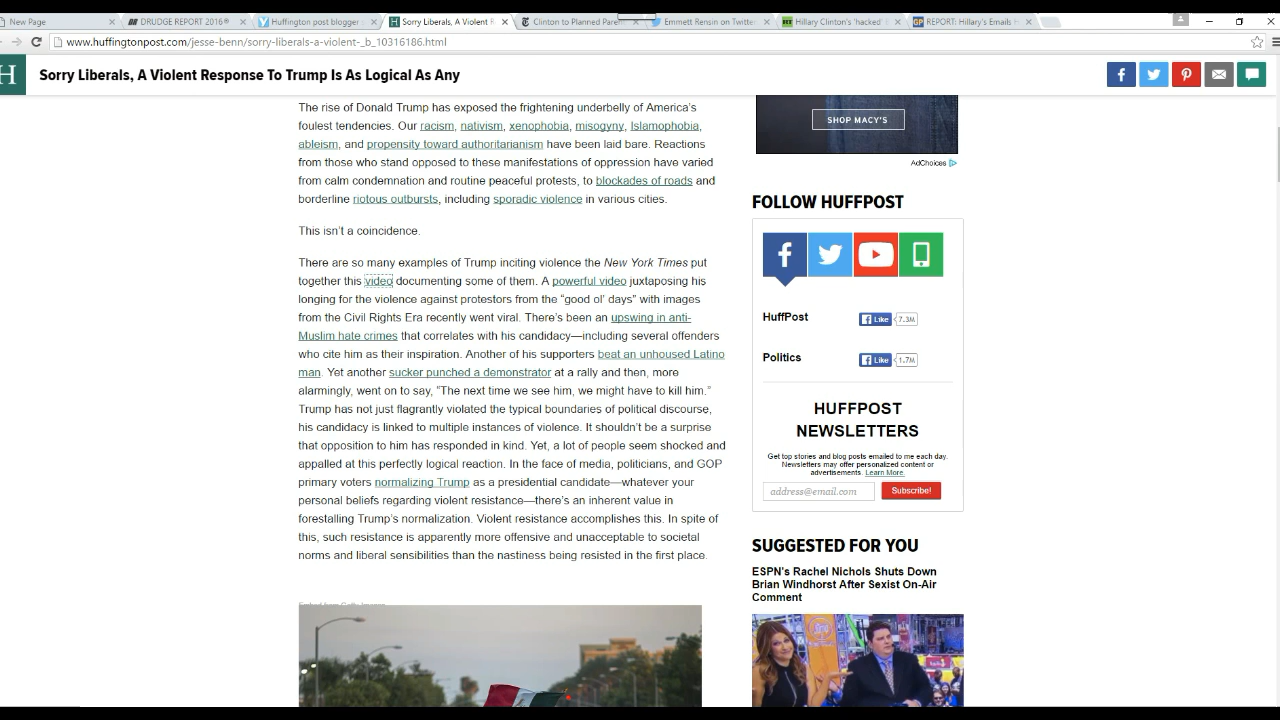 New Page
DRUDGE REPORT 2016®
Huffington post blogger
Sorry Liberals, A Violent R
Clinton to Planned Paren
Emmett Rensin on Twitter
Hillary Clinton's 'hacked'
REPORT: Hillary's Emails H
www.huffingtonpost.com/jesse-benn/sorry-liberals-a-violent-_b_10316186.html
H
Sorry Liberals, A Violent Response To Trump Is As Logical As Any
The rise of Donald Trump has exposed the frightening underbelly of America's
foulest tendencies. Our racism, nativism, xenophobia, misogyny, Islamophobia,
ableism, and propensity toward authoritarianism have been laid bare. Reactions
from those who stand opposed to these manifestations of oppression have varied
from calm condemnation and routine peaceful protests, to blockades of roads and
borderline riotous outbursts, including sporadic violence in various cities.
This isn't a coincidence.
There are so many examples of Trump inciting violence the New York Times put
together this video documenting some of them. A powerful video juxtaposing his
longing for the violence against protestors from the "good ol' days" with images
from the Civil Rights Era recently went viral. There's been an upswing in anti-
Muslim hate crimes that correlates with his candidacy—including several offenders
who cite him as their inspiration. Another of his supporters beat an unhoused Latino
man. Yet another sucker punched a demonstrator at a rally and then, more
alarmingly, went on to say, "The next time we see him, we might have to kill him."
Trump has not just flagrantly violated the typical boundaries of political discourse,
his candidacy is linked to multiple instances of violence. It shouldn't be a surprise
that opposition to him has responded in kind. Yet, a lot of people seem shocked and
appalled at this perfectly logical reaction. In the face of media, politicians, and GOP
primary voters normalizing Trump as a presidential candidate—whatever your
personal beliefs regarding violent resistance—there's an inherent value in
forestalling Trump's normalization. Violent resistance accomplishes this. In spite of
this, such resistance is apparently more offensive and unacceptable to societal
norms and liberal sensibilities than the nastiness being resisted in the first place.
Embed from Getty Images
SHOP MACY'S
AdChoices
FOLLOW HUFFPOST
HuffPost
Like
7.3M
Politics
Like
1.7M
HUFFPOST
NEWSLETTERS
Get top stories and blog posts emailed to me each day.
Newsletters may offer personalized content or
advertisements. Learn More.
address@email.com
Subscribe!
SUGGESTED FOR YOU
ESPN's Rachel Nichols Shuts Down
Brian Windhorst After Sexist On-Air
Comment